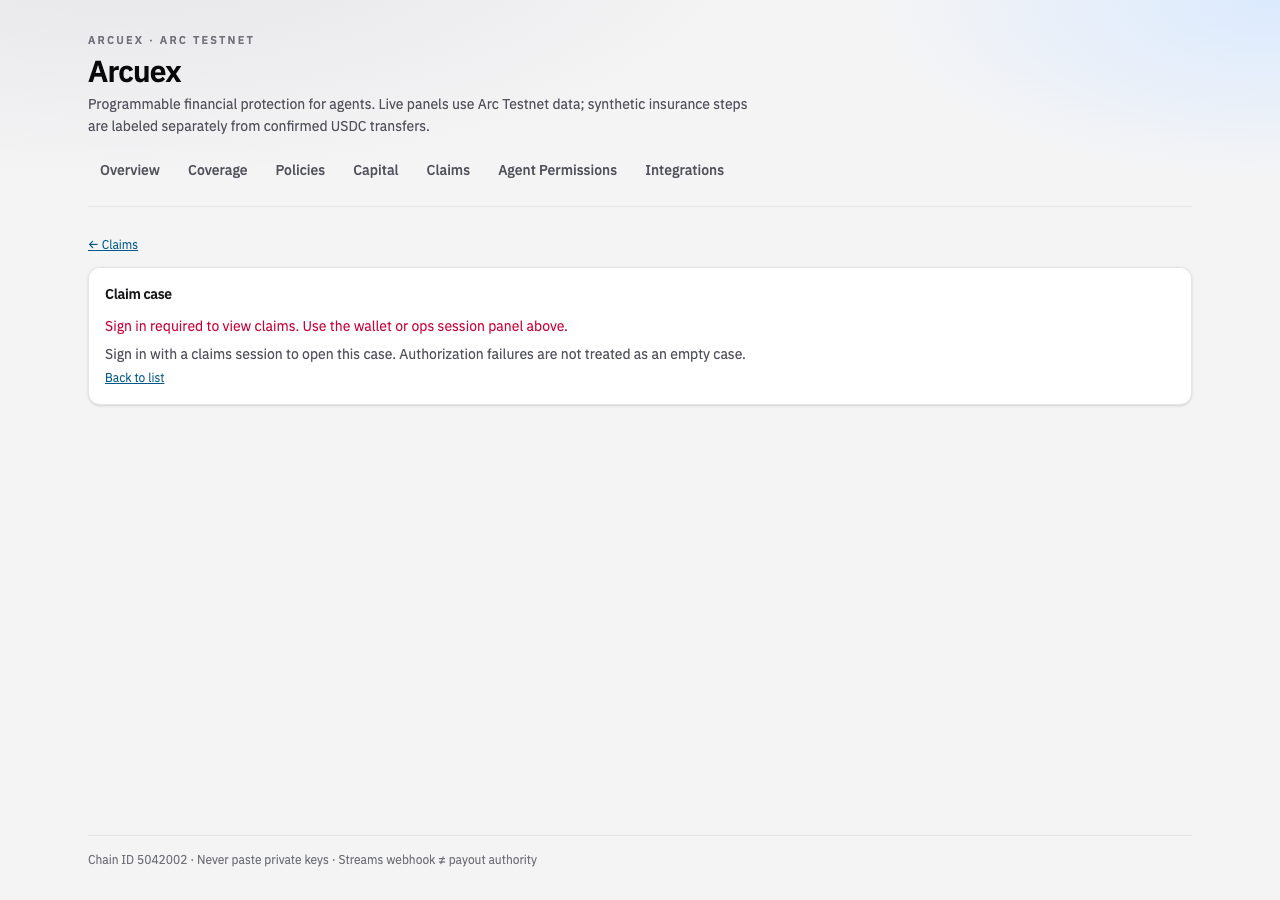 ARCUEX · ARC TESTNET
Arcuex
Programmable financial protection for agents. Live panels use Arc Testnet data; synthetic insurance steps
are labeled separately from confirmed USDC transfers.
Overview Coverage Policies Capital Claims Agent Permissions Integrations
← Claims
Claim case
Sign in required to view claims. Use the wallet or ops session panel above.
Sign in with a claims session to open this case. Authorization failures are not treated as an empty case.
Back to list
Chain ID 5042002 · Never paste private keys · Streams webhook ≠ payout authority